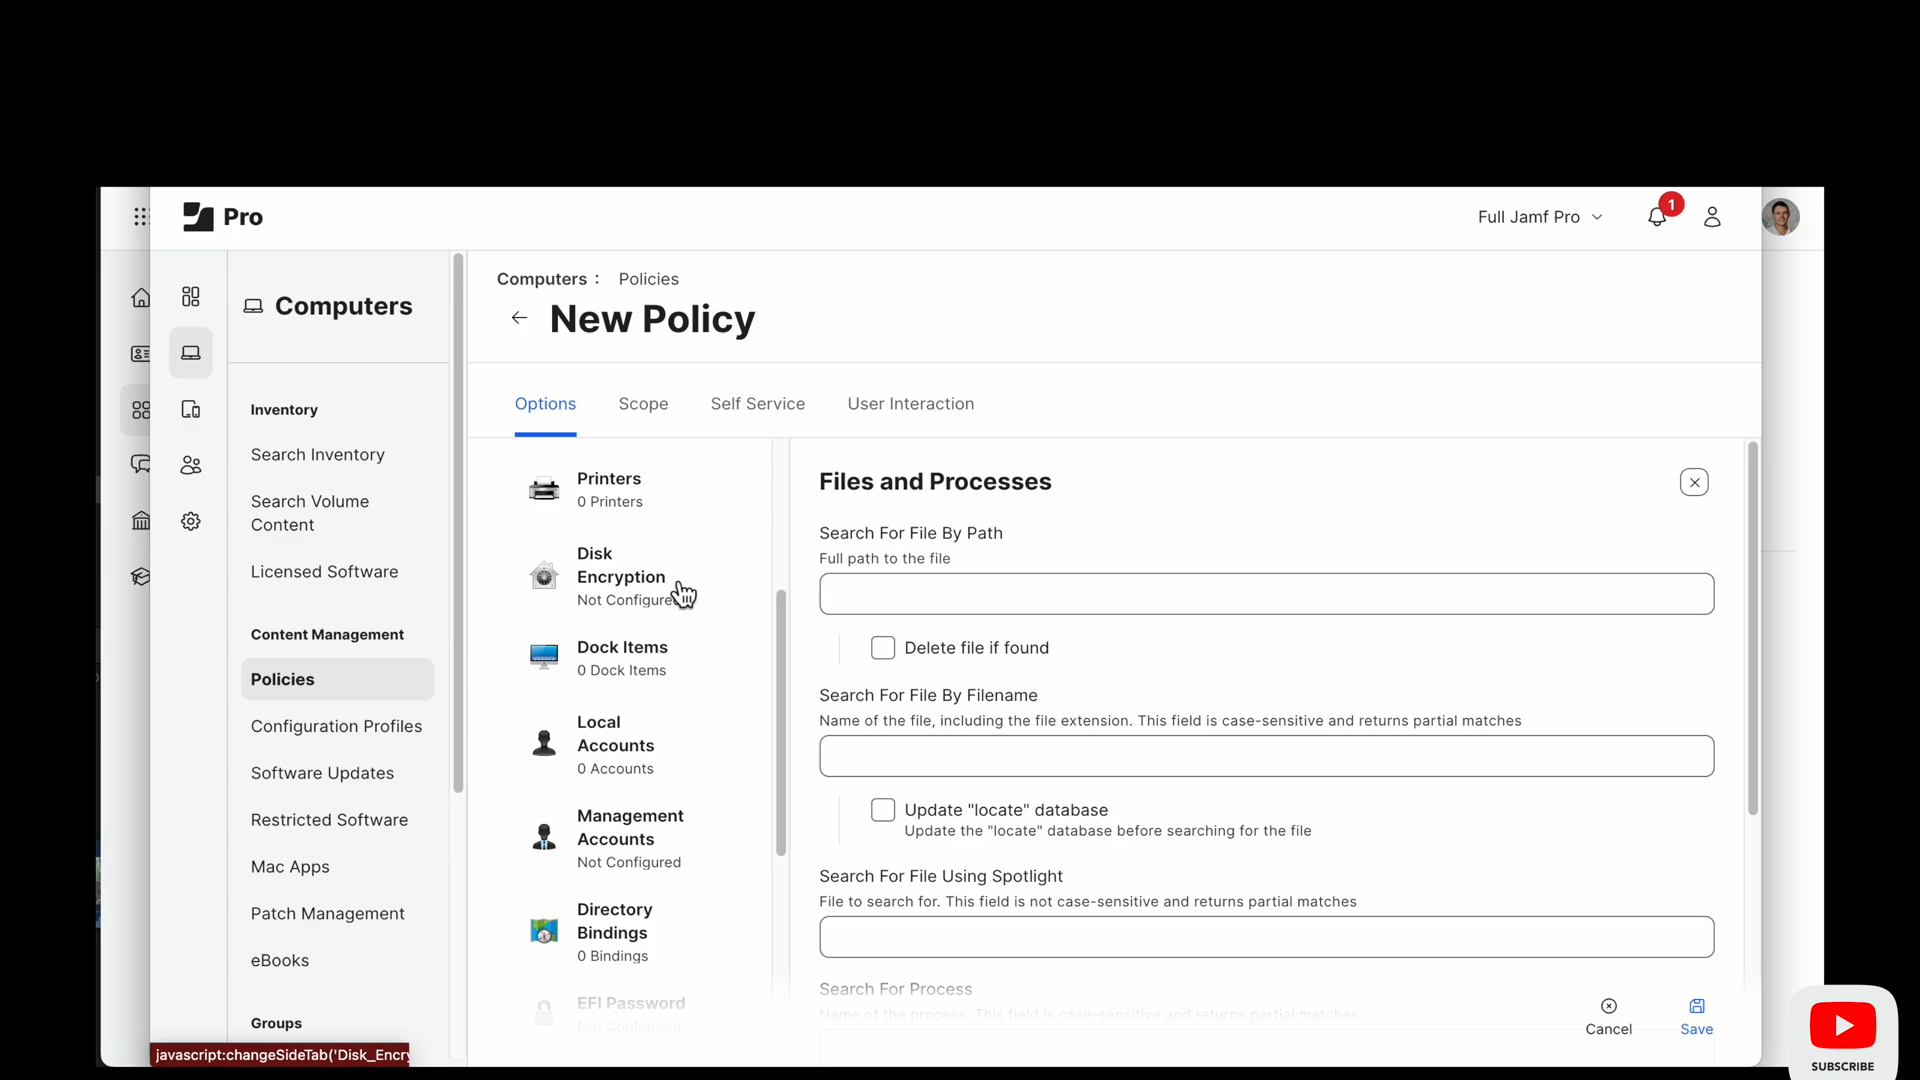 Pro
Full Jamf Pro
1
Computers
Inventory
Search Inventory
Search Volume
Content
Licensed Software
Content Management
Policies
Configuration Profiles
Software Updates
Restricted Software
Mac Apps
Patch Management
eBooks
Groups
javascript:changeSideTab('Disk_Encry
Computers : Policies
New Policy
Options
Scope
Self Service
User Interaction
Printers
0 Printers
Disk
Encryption
Not Configured
Dock Items
0 Dock Items
Local
Accounts
0 Accounts
Management
Accounts
Not Configured
Directory
Bindings
0 Bindings
EFI Password
Not Configured
Files and Processes
Search For File By Path
Full path to the file
Delete file if found
Search For File By Filename
Name of the file, including the file extension. This field is case-sensitive and returns partial matches
Update "locate" database
Update the "locate" database before searching for the file
Search For File Using Spotlight
File to search for. This field is not case-sensitive and returns partial matches
Search For Process
Name of the process. This field is case-sensitive and returns partial matches
Cancel
Save
SUBSCRIBE